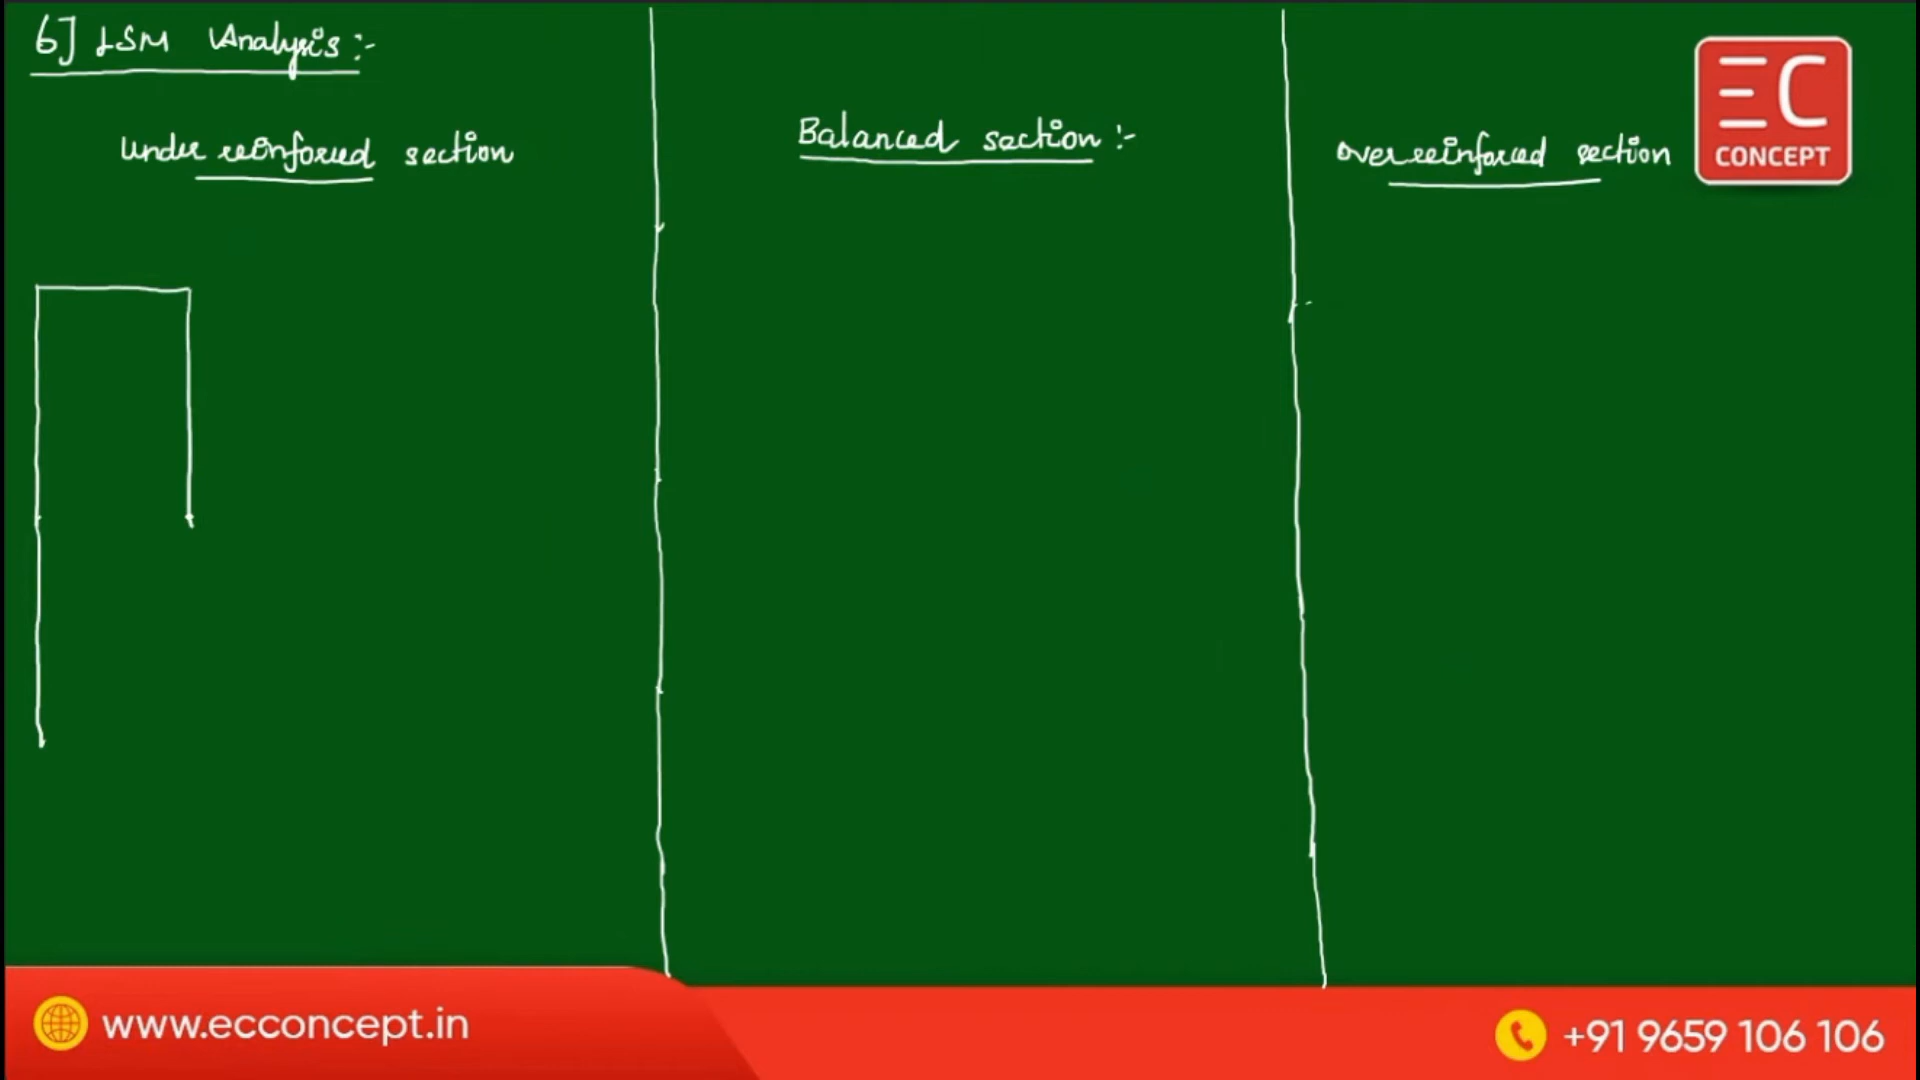 6] LSM Analysis:-
under reinforced section
Balanced section :-
over reinforced section
EC
CONCEPT
www.ecconcept.in
+91 9659 106 106